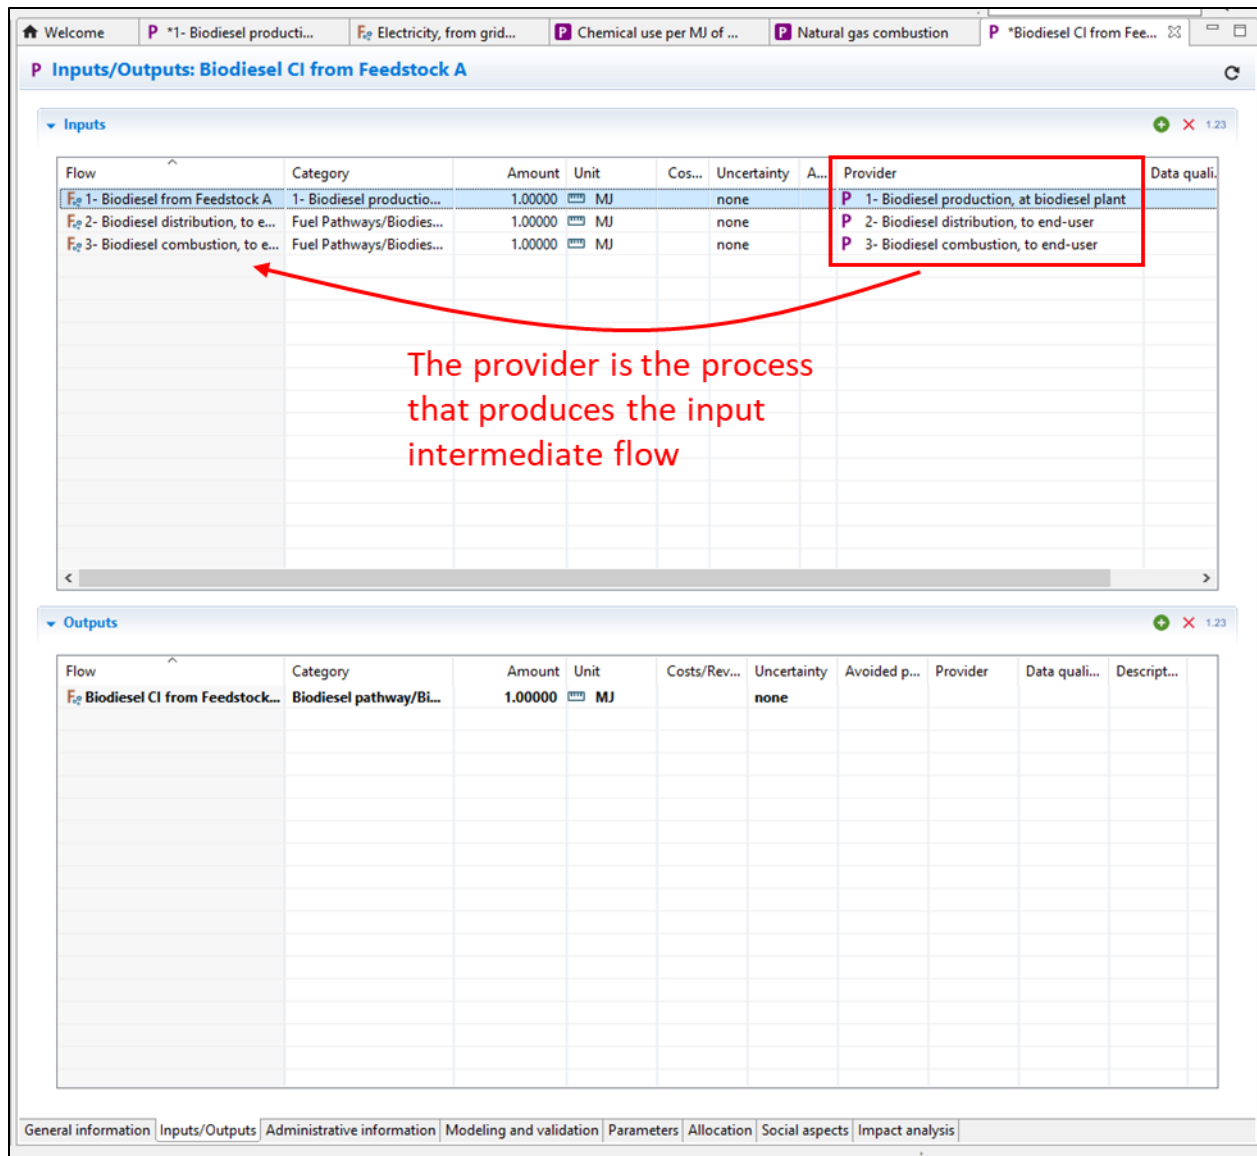 Welcome P *1- Biodiesel producti... Fe Electricity, from grid... P Chemical use per MJ of ... P Natural gas combustion P *Biodiesel CI from Fee...
P Inputs/Outputs: Biodiesel CI from Feedstock A
Inputs 1.23
Flow Category Amount Unit Cos... Uncertainty A... Provider Data quali.
Fe 1- Biodiesel from Feedstock A 1- Biodiesel productio... 1.00000 MJ none P 1- Biodiesel production, at biodiesel plant
Fe 2- Biodiesel distribution, to e... Fuel Pathways/Biodies... 1.00000 MJ none P 2- Biodiesel distribution, to end-user
Fe 3- Biodiesel combustion, to e... Fuel Pathways/Biodies... 1.00000 MJ none P 3- Biodiesel combustion, to end-user
The provider is the process
that produces the input
intermediate flow
Outputs 1.23
Flow Category Amount Unit Costs/Rev... Uncertainty Avoided p... Provider Data quali... Descript...
Fe Biodiesel CI from Feedstock... Biodiesel pathway/Bi... 1.00000 MJ none
General information Inputs/Outputs Administrative information Modeling and validation Parameters Allocation Social aspects Impact analysis